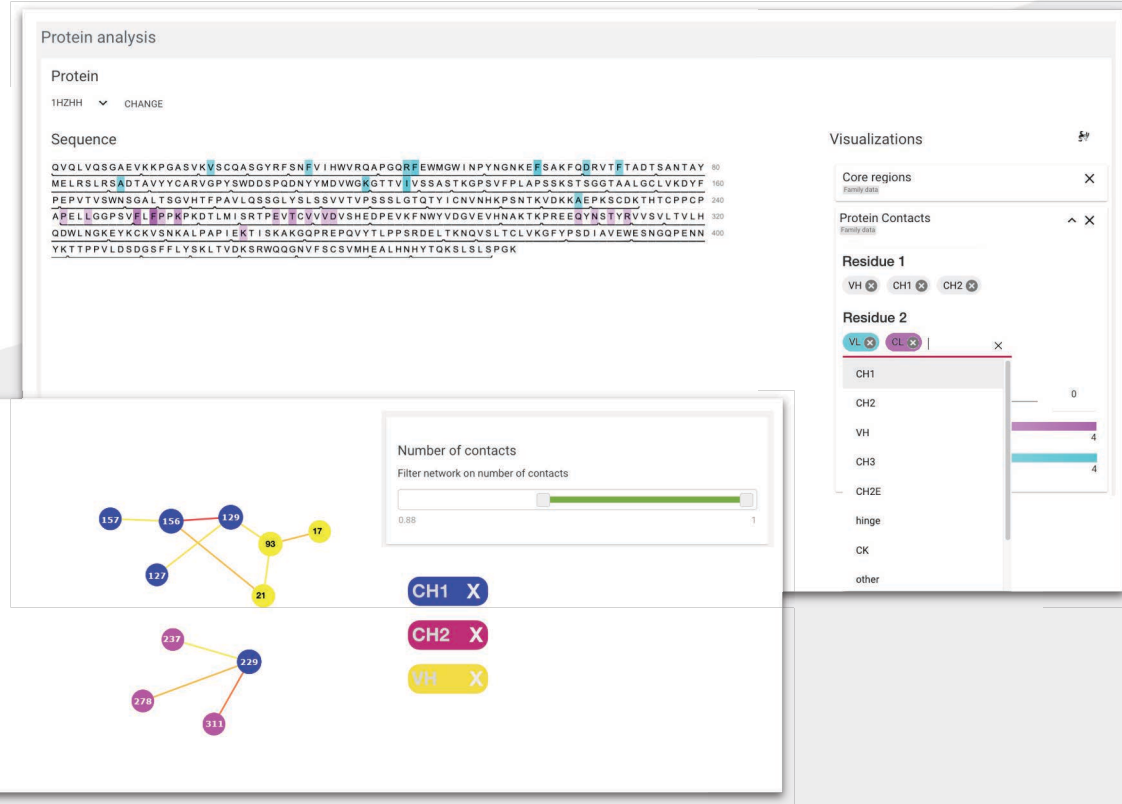 Protein analysis
Protein
1HZHH CHANGE
Sequence
QVQLVQSGAEVKKPGASVKVSCQASGYRFSNFVIHWVRQAPGQRFEWMGWINPYNGNKEFSAKFQDRVTFTADTSANTAY 80
MELRSLRSADTAVYYCARVGPYSWDDSPQDNYYMDVWGKGTTVIVSSASTKGPSVFPLAPSSKSTSGGTAALGCLVKDYF 160
PEPVTVSWNSGALTSGVHTFPAVLQSSGLYSLSSVVTVPSSSLGTQTYICNVNHKPSNTKVDKKAEPKSCDKTHTCPPCP 240
APELLGGPSVFLFPPKPKDTLMISRTPEVTCVVVDVSHEDPEVKFNWYVDGVEVHNAKTKPREEQYNSTYRVVSVLTVLH 320
QDWLNGKEYKCKVSNKALPAPIEKTISKAKGQPREPQVYTLPPSRDELTKNQVSLTCLVKGFYPSDIAVEWESNGQPENN 400
YKTTPPVLDSDGSFFLYSKLTVDKSRWQQGNVFSCSVMHEALHNHYTQKSLSLSPGK
Visualizations
Core regions
Family data
Protein Contacts
Family data
Residue 1
VH CH1 CH2
Residue 2
VL CL
CH1
CH2
VH
CH3
CH2E
hinge
CK
other
0
4
4
Number of contacts
Filter network on number of contacts
0.88 1
157 156 129 93 17
127 21
237 229
278 311
CH1 X
CH2 X
VH X